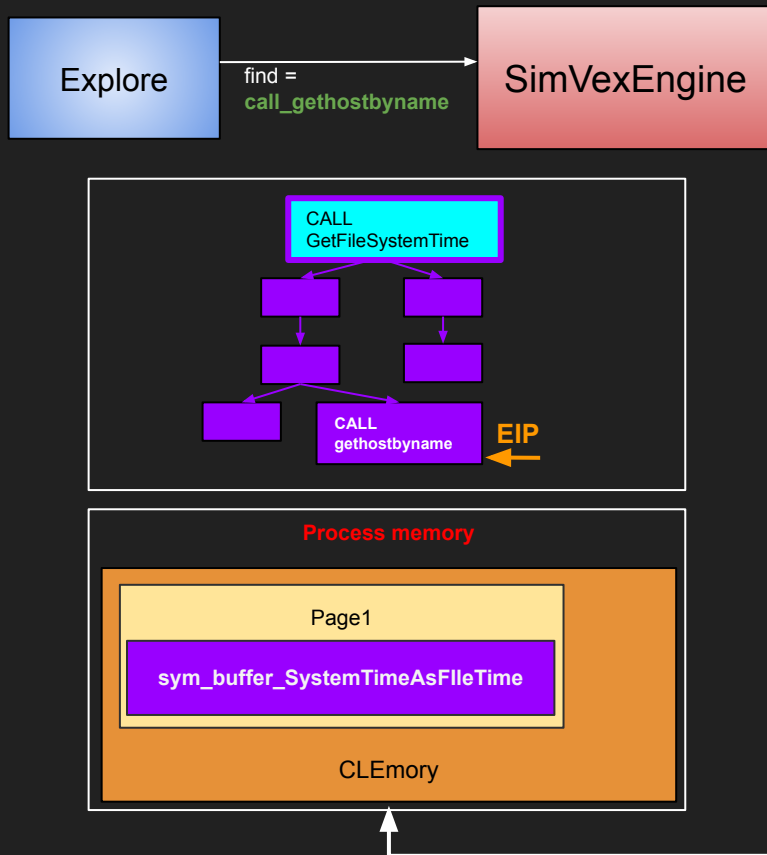 Explore
find =
call_gethostbyname
SimVexEngine
CALL
GetFileSystemTime
CALL
gethostbyname
EIP
Process memory
Page1
sym_buffer_SystemTimeAsFIleTime
CLEmory